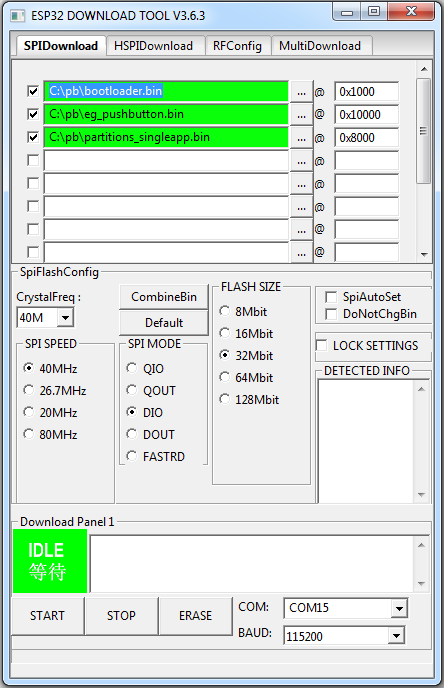 ESP32 DOWNLOAD TOOL V3.6.3
SPIDownload HSPIDownload RFConfig MultiDownload
C:\pb\bootloader.bin ... @ 0x1000
C:\pb\eg_pushbutton.bin ... @ 0x10000
C:\pb\partitions_singleapp.bin ... @ 0x8000
... @
... @
... @
... @
... @
SpiFlashConfig
CrystalFreq :
40M
CombineBin
Default
SPI SPEED
40MHz
26.7MHz
20MHz
80MHz
SPI MODE
QIO
QOUT
DIO
DOUT
FASTRD
FLASH SIZE
8Mbit
16Mbit
32Mbit
64Mbit
128Mbit
SpiAutoSet
DoNotChgBin
LOCK SETTINGS
DETECTED INFO
Download Panel 1
IDLE
等待
START STOP ERASE
COM: COM15
BAUD: 115200